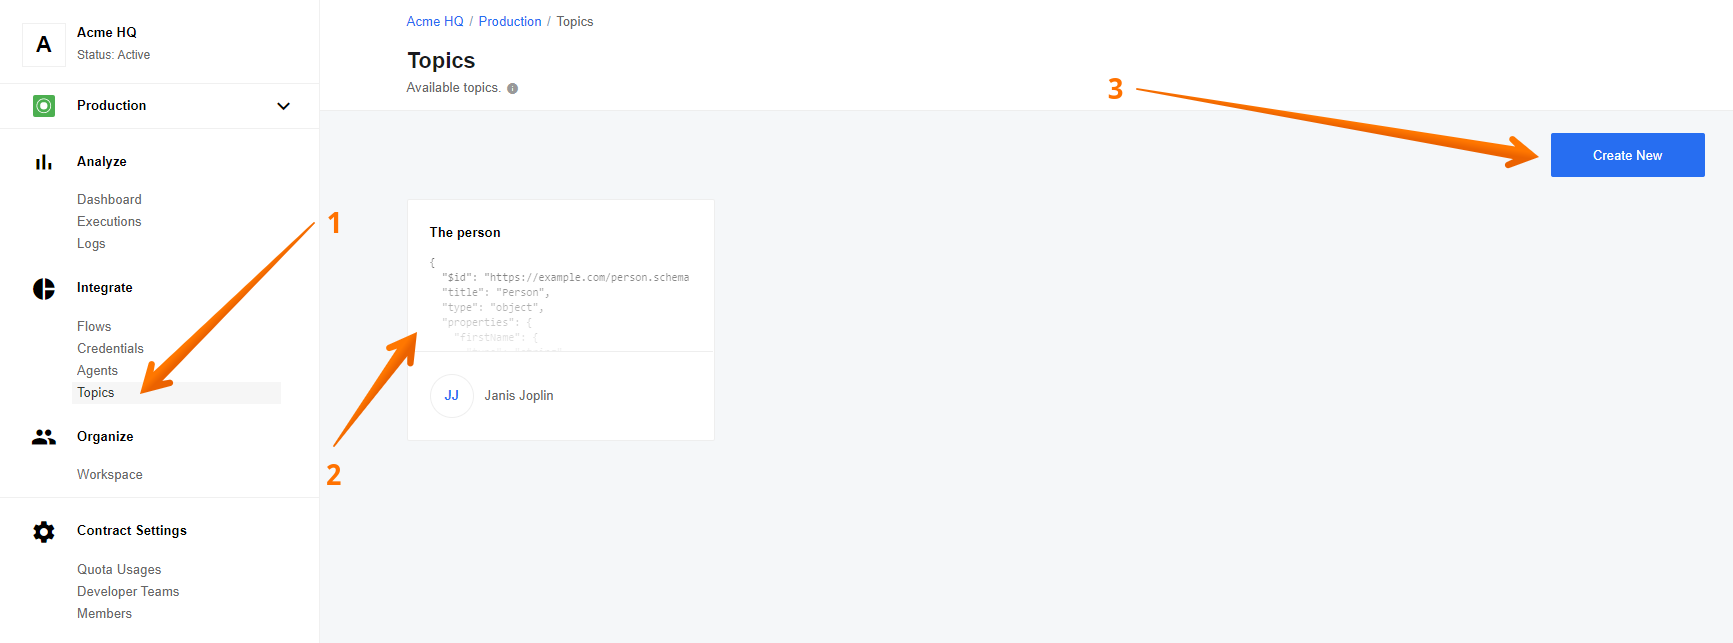 A
Acme HQ
Status: Active
Production
Analyze
Dashboard
Executions
Logs
Integrate
Flows
Credentials
Agents
Topics
Organize
Workspace
Contract Settings
Quota Usages
Developer Teams
Members
Acme HQ / Production / Topics
Topics
Available topics.
1
2
3
Create New
The person
{
"$id": "https://example.com/person.schema
"title": "Person",
"type": "object",
"properties": {
"firstName": {
JJ
Janis Joplin